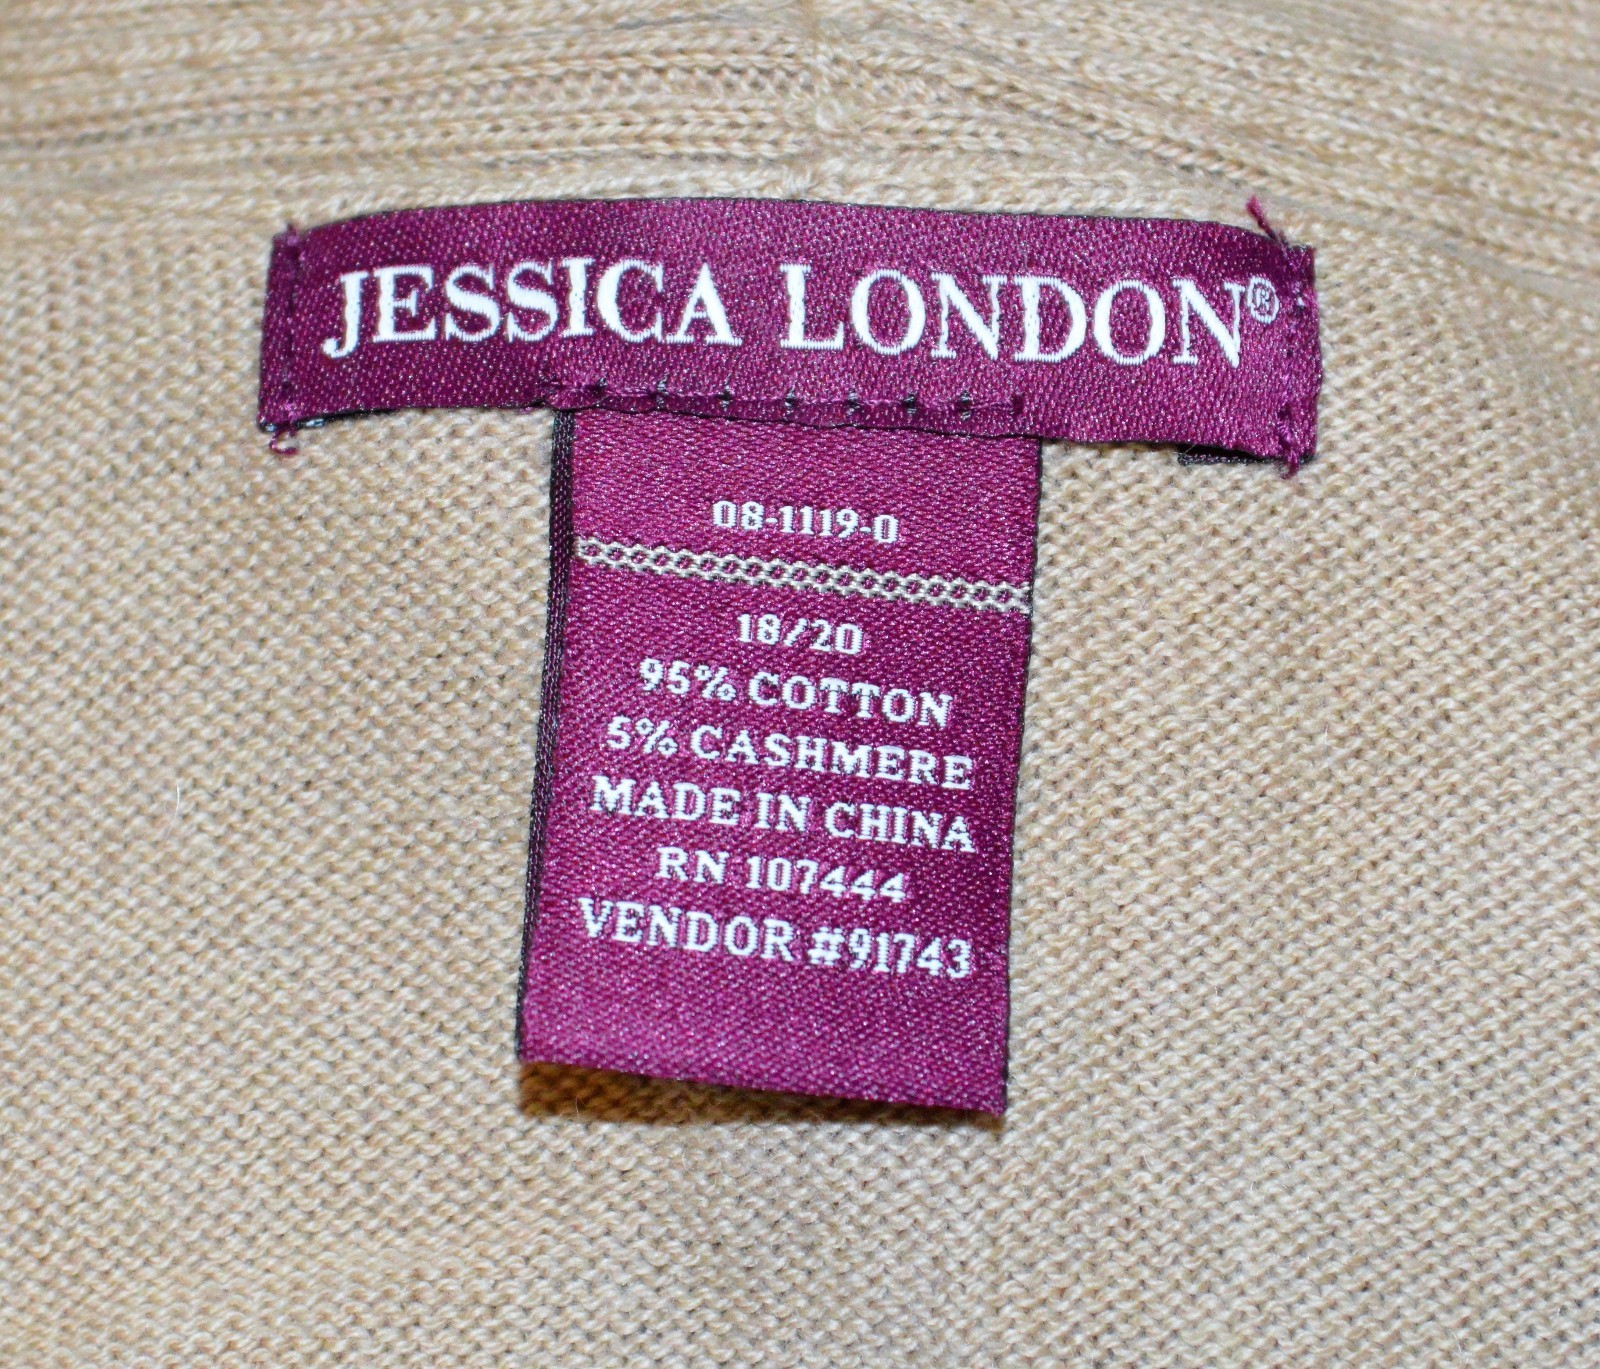 JESSICA LONDON®
08-1119-0
18/20
95% COTTON
5% CASHMERE
MADE IN CHINA
RN 107444
VENDOR #91743